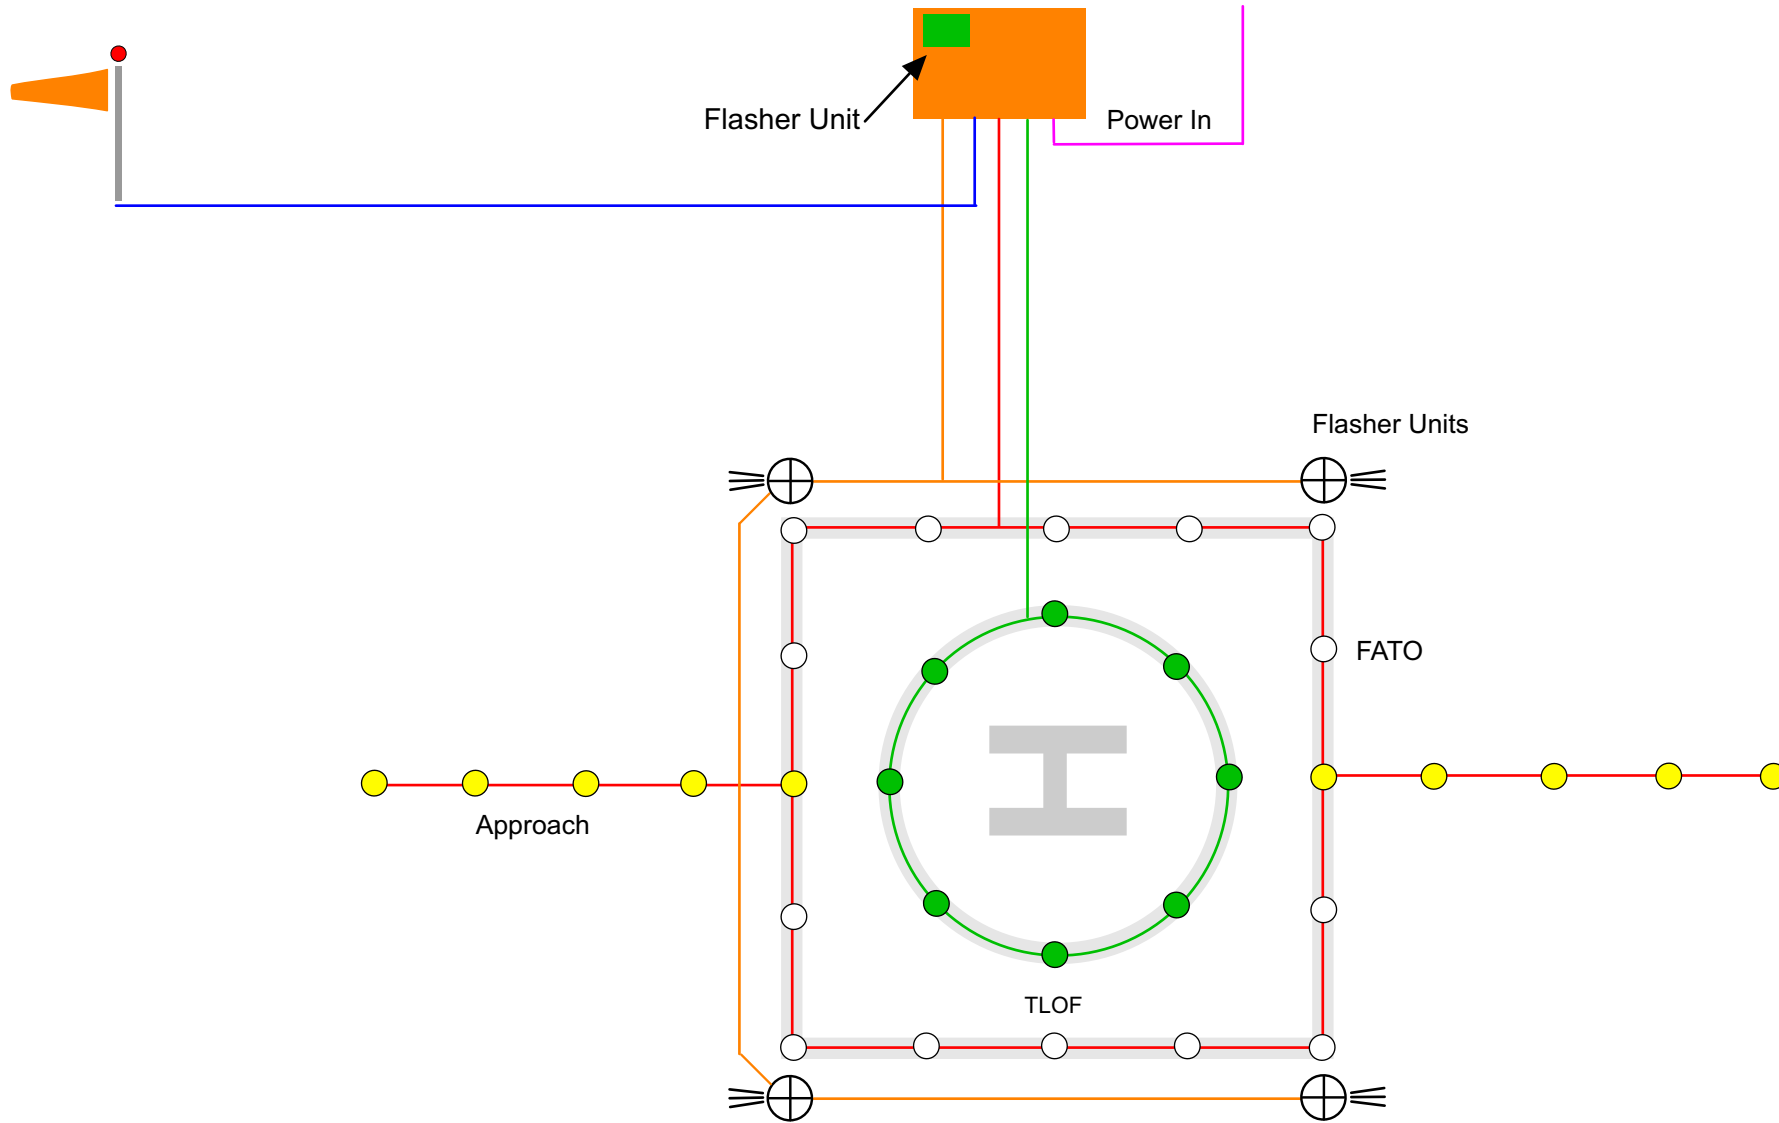 Flasher Unit
Power In
Flasher Units
FATO
H
Approach
TLOF